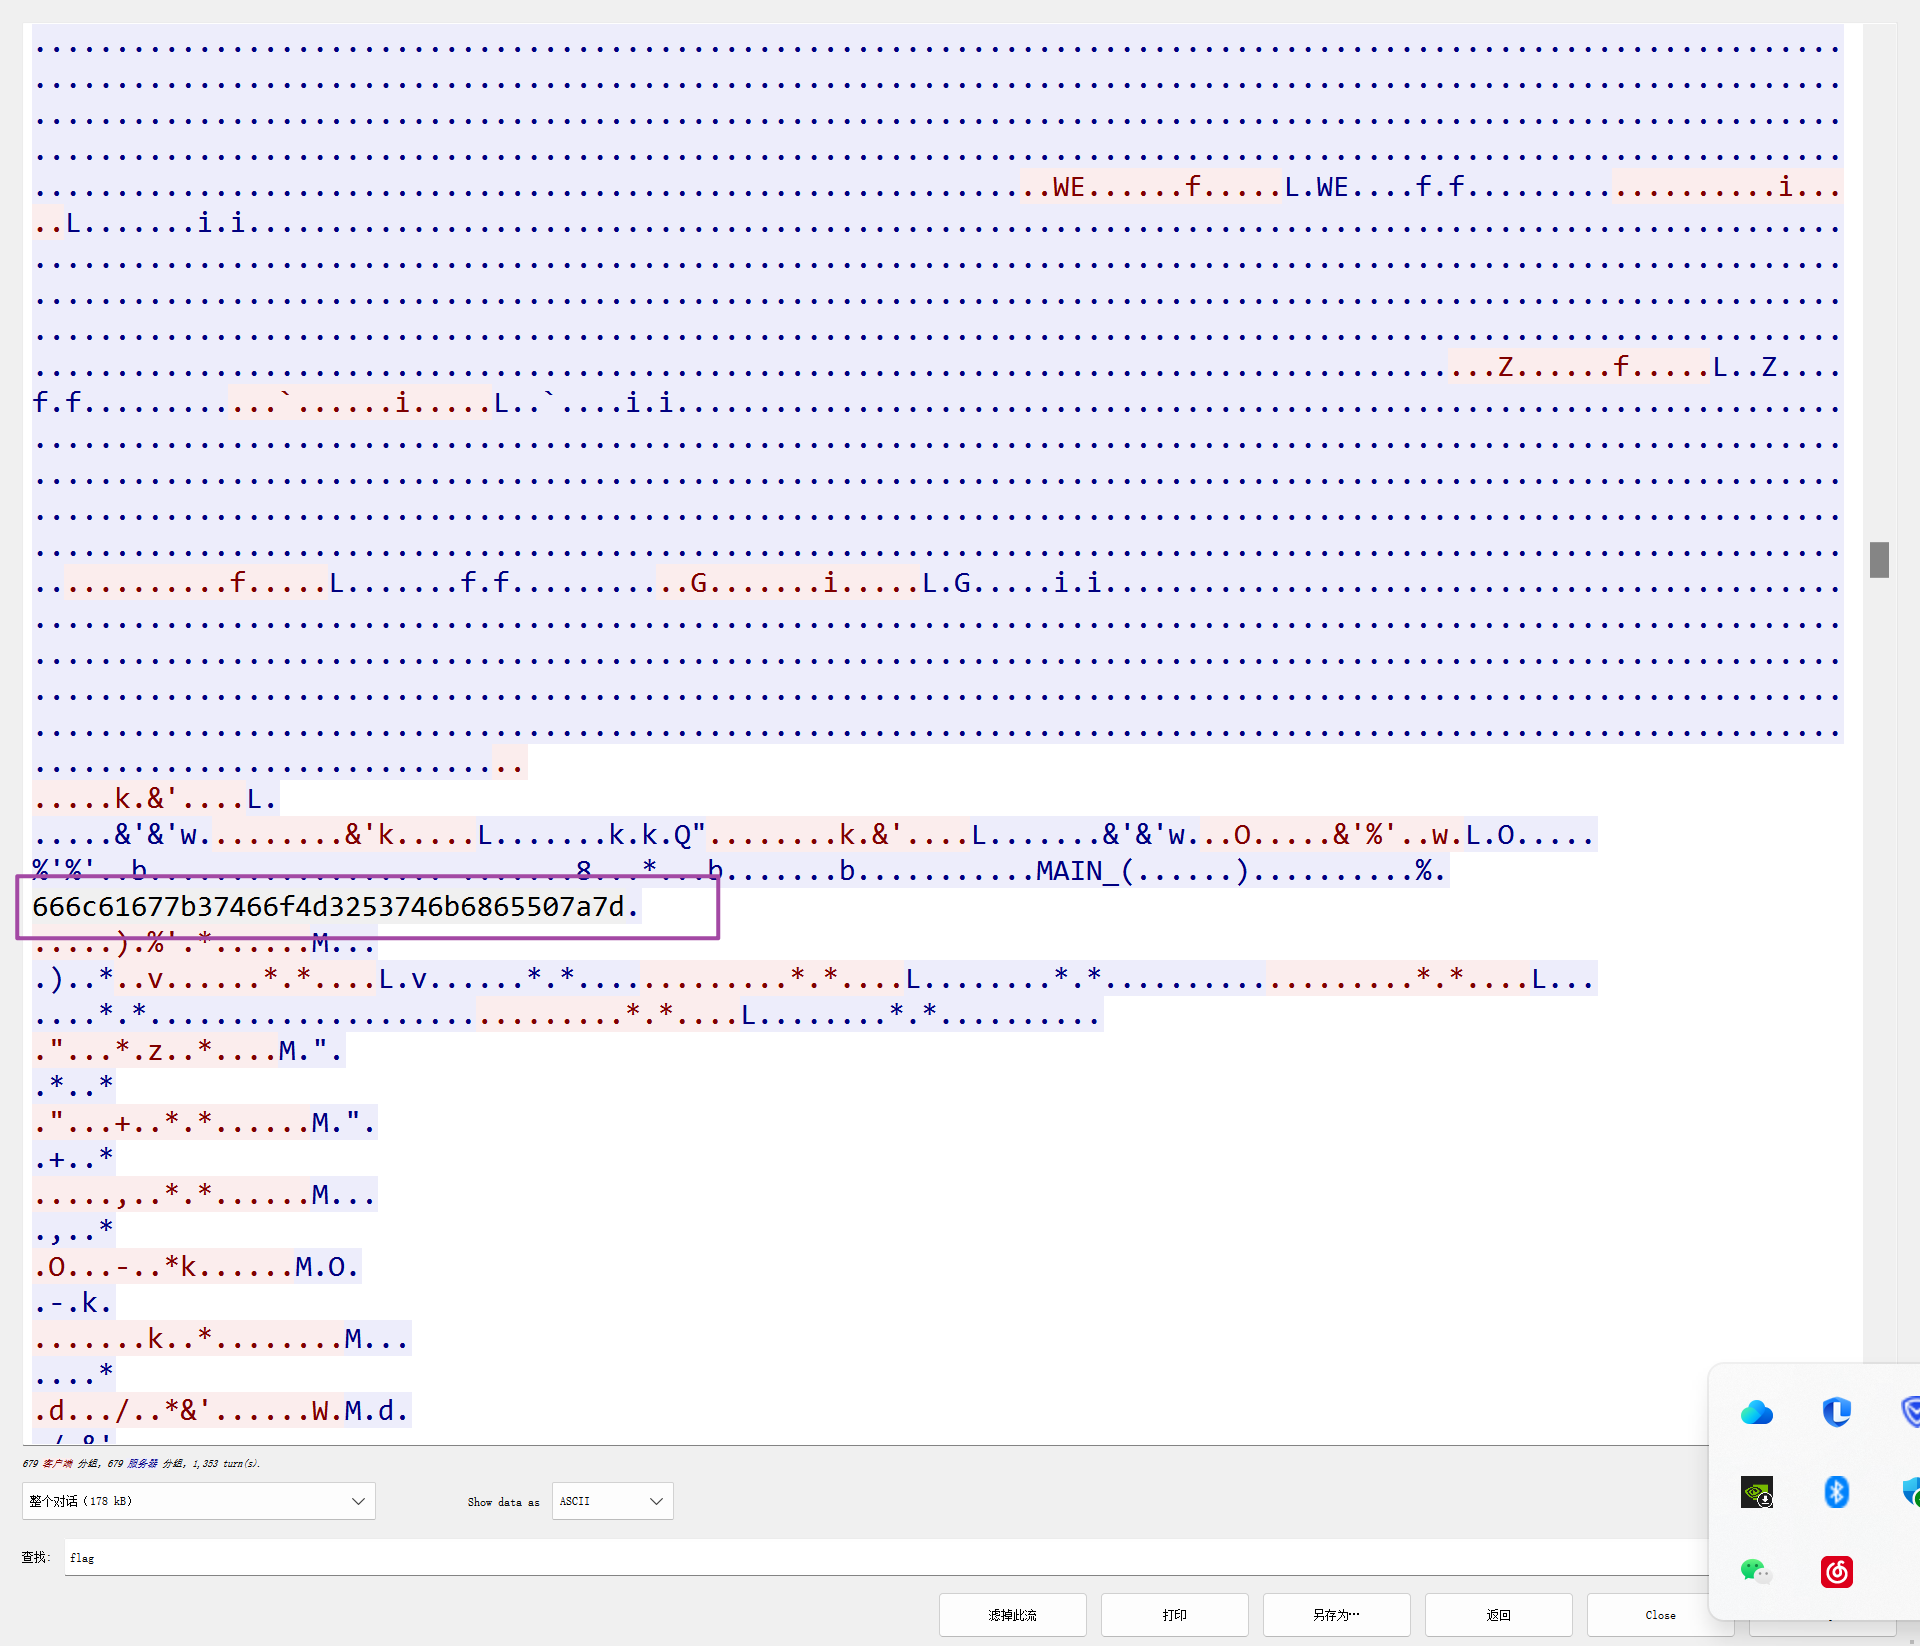 ..WE......f.....L.WE....f.f...................i...
..L.......i.i
...Z......f.....L..Z....
f.f............`......i.....L..`....i.i
............f.....L.......f.f...........G.......i.....L.G.....i.i
.....k.&'....L.
.....&'&'w.........&'k.....L.......k.k.Q"........k.&'....L.......&'&'w...O.....&'%'..w.L.O.....
%'%'..b..........................8...*...b.......b...........MAIN_(......)..........%.
666c61677b37466f4d3253746b6865507a7d.
.....).%'.*......M...
.)..*..v......*.*....L.v......*.*.............*.*....L........*.*...................*.*....L...
....*.*.............................*.*....L........*.*..........
."...*.z..*....M.".
.*..*
."...+..*.*......M.".
.+..*
.....,..*.*......M...
.,..*
.O...-..*k......M.O.
.-.k.
.......k..*........M...
....*
.d.../..*&'......W.M.d.
679 客户端 分组, 679 服务器 分组, 1,353 turn(s).
整个对话 (178 kB)
Show data as
ASCII
查找:
flag
滤掉此流
打印
另存为…
返回
Close